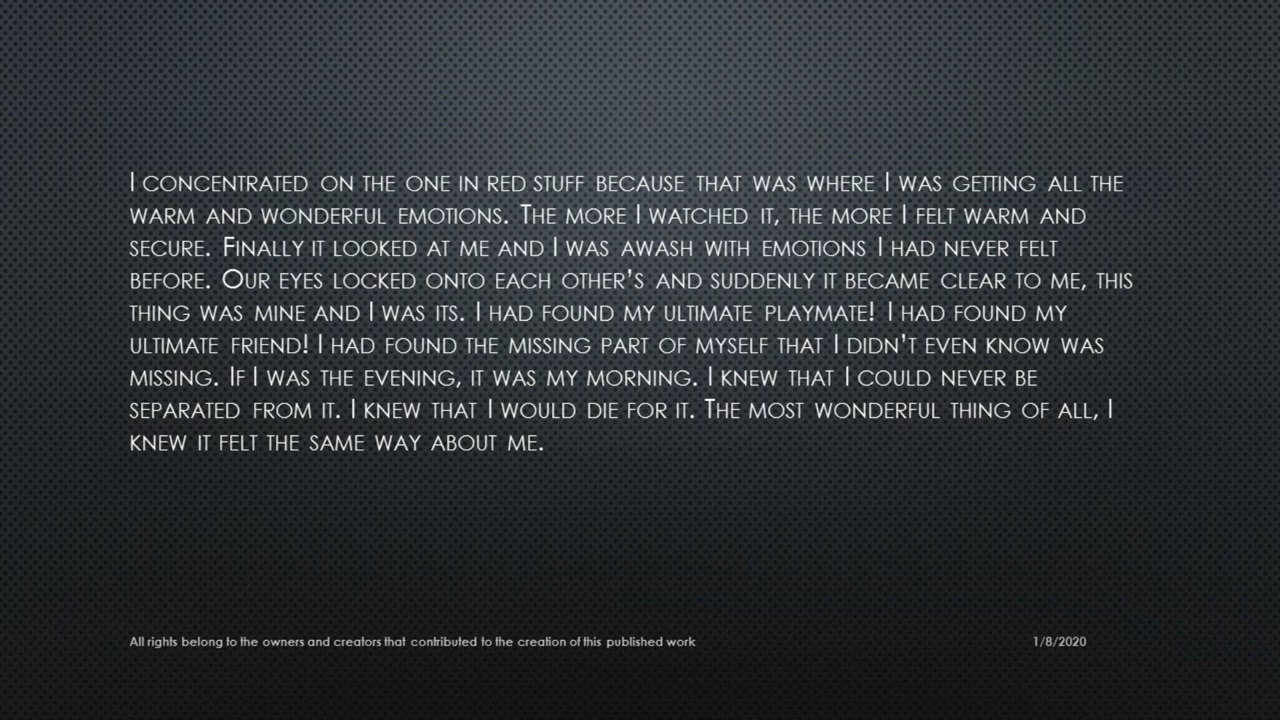 I CONCENTRATED ON THE ONE IN RED STUFF BECAUSE THAT WAS WHERE I WAS GETTING ALL THE
WARM AND WONDERFUL EMOTIONS. THE MORE I WATCHED IT, THE MORE I FELT WARM AND
SECURE. FINALLY IT LOOKED AT ME AND I WAS AWASH WITH EMOTIONS I HAD NEVER FELT
BEFORE. OUR EYES LOCKED ONTO EACH OTHER’S AND SUDDENLY IT BECAME CLEAR TO ME, THIS
THING WAS MINE AND I WAS ITS. I HAD FOUND MY ULTIMATE PLAYMATE! I HAD FOUND MY
ULTIMATE FRIEND! I HAD FOUND THE MISSING PART OF MYSELF THAT I DIDN’T EVEN KNOW WAS
MISSING. IF I WAS THE EVENING, IT WAS MY MORNING. I KNEW THAT I COULD NEVER BE
SEPARATED FROM IT. I KNEW THAT I WOULD DIE FOR IT. THE MOST WONDERFUL THING OF ALL, I
KNEW IT FELT THE SAME WAY ABOUT ME.
All rights belong to the owners and creators that contributed to the creation of this published work
1/8/2020